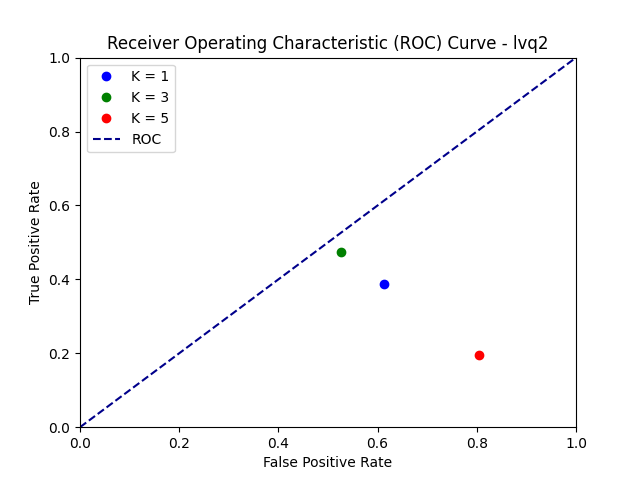 Receiver Operating Characteristic (ROC) Curve - lvq2
K = 1
K = 3
K = 5
ROC
True Positive Rate
1.0
0.8
0.6
0.4
0.2
0.0
0.0 0.2 0.4 0.6 0.8 1.0
False Positive Rate